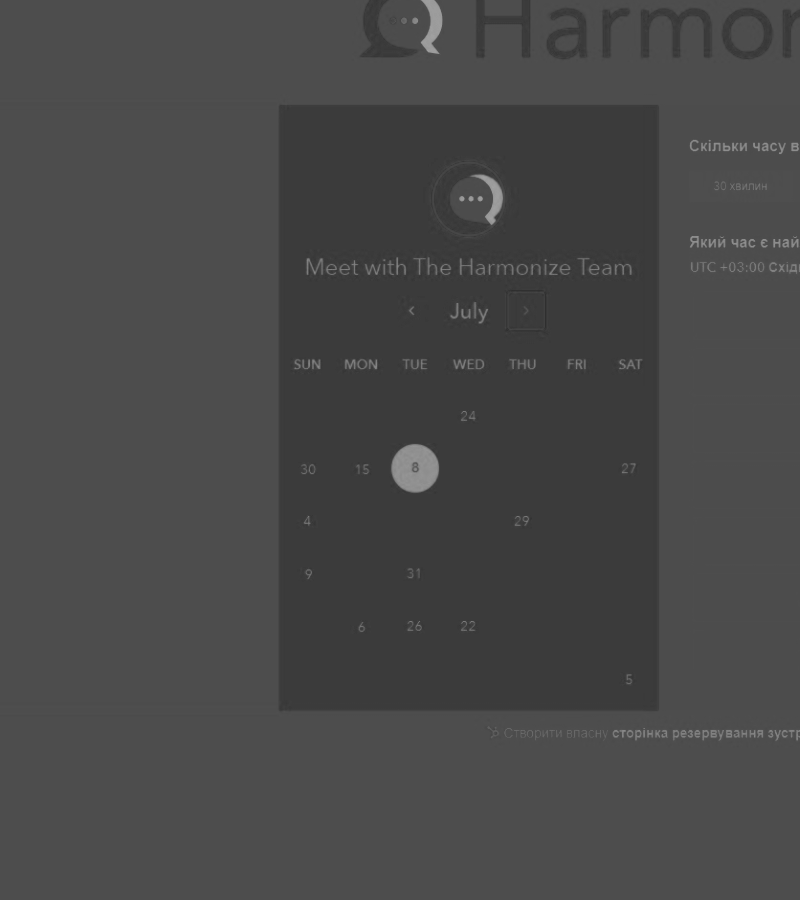 Harmon
Скільки часу в
30 хвилин
Meet with The Harmonize Team
Який час є най
UTC +03:00 Східн
July
SUN MON TUE WED THU FRI SAT
24
30 15 8 27
4 29
9 31
6 26 22
5
Створити власну сторінка резервування зустр